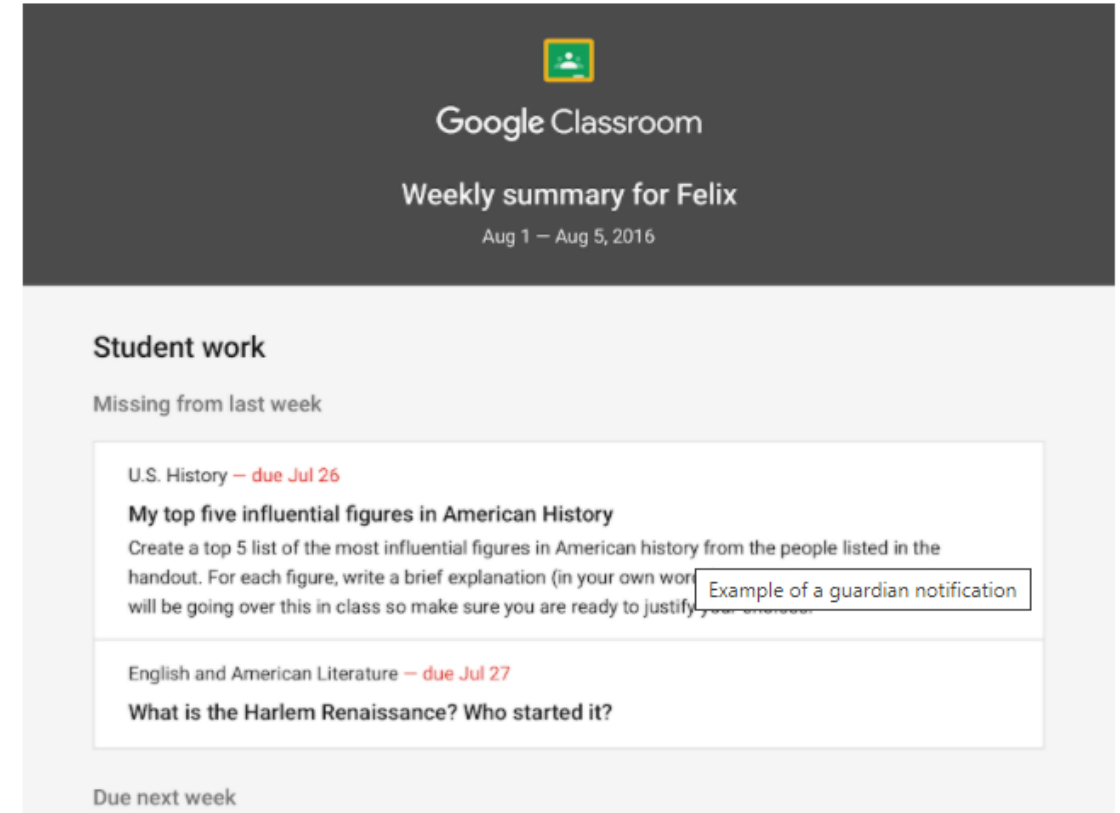 Google Classroom
Weekly summary for Felix
Aug 1 — Aug 5, 2016
Student work
Missing from last week
U.S. History — due Jul 26
My top five influential figures in American History
Create a top 5 list of the most influential figures in American history from the people listed in the
handout. For each figure, write a brief explanation (in your own
Example of a guardian notification
will be going over this in class so make sure you are ready to justify
English and American Literature — due Jul 27
What is the Harlem Renaissance? Who started it?
Due next week